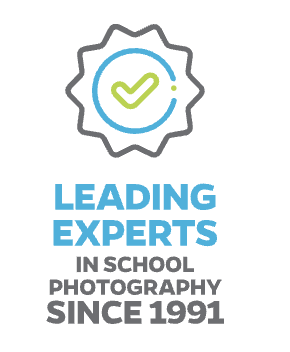 LEADING
EXPERTS
IN SCHOOL
PHOTOGRAPHY
SINCE 1991